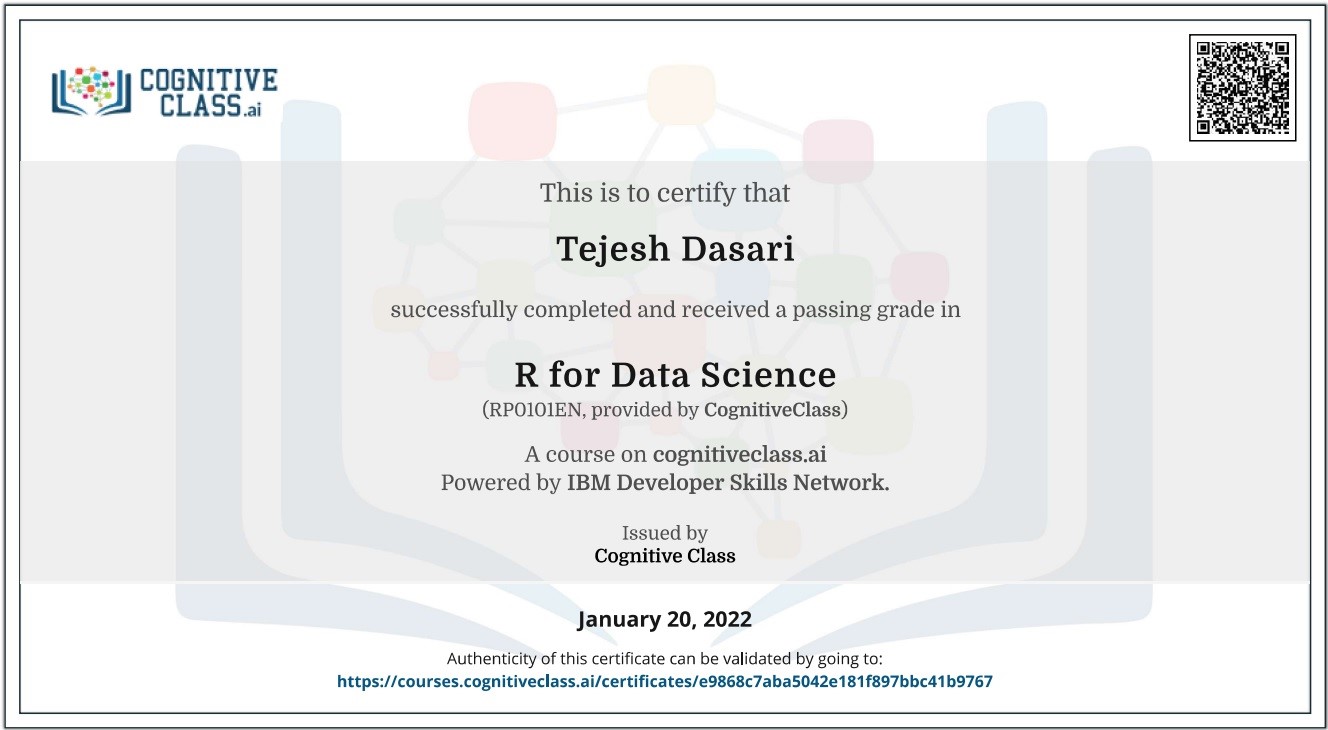 COGNITIVE
CLASS.ai
This is to certify that
Tejesh Dasari
successfully completed and received a passing grade in
R for Data Science
(RP0101EN, provided by CognitiveClass)
A course on cognitiveclass.ai
Powered by IBM Developer Skills Network.
Issued by
Cognitive Class
January 20, 2022
Authenticity of this certificate can be validated by going to:
https://courses.cognitiveclass.ai/certificates/e9868c7aba5042e181f897bbc41b9767